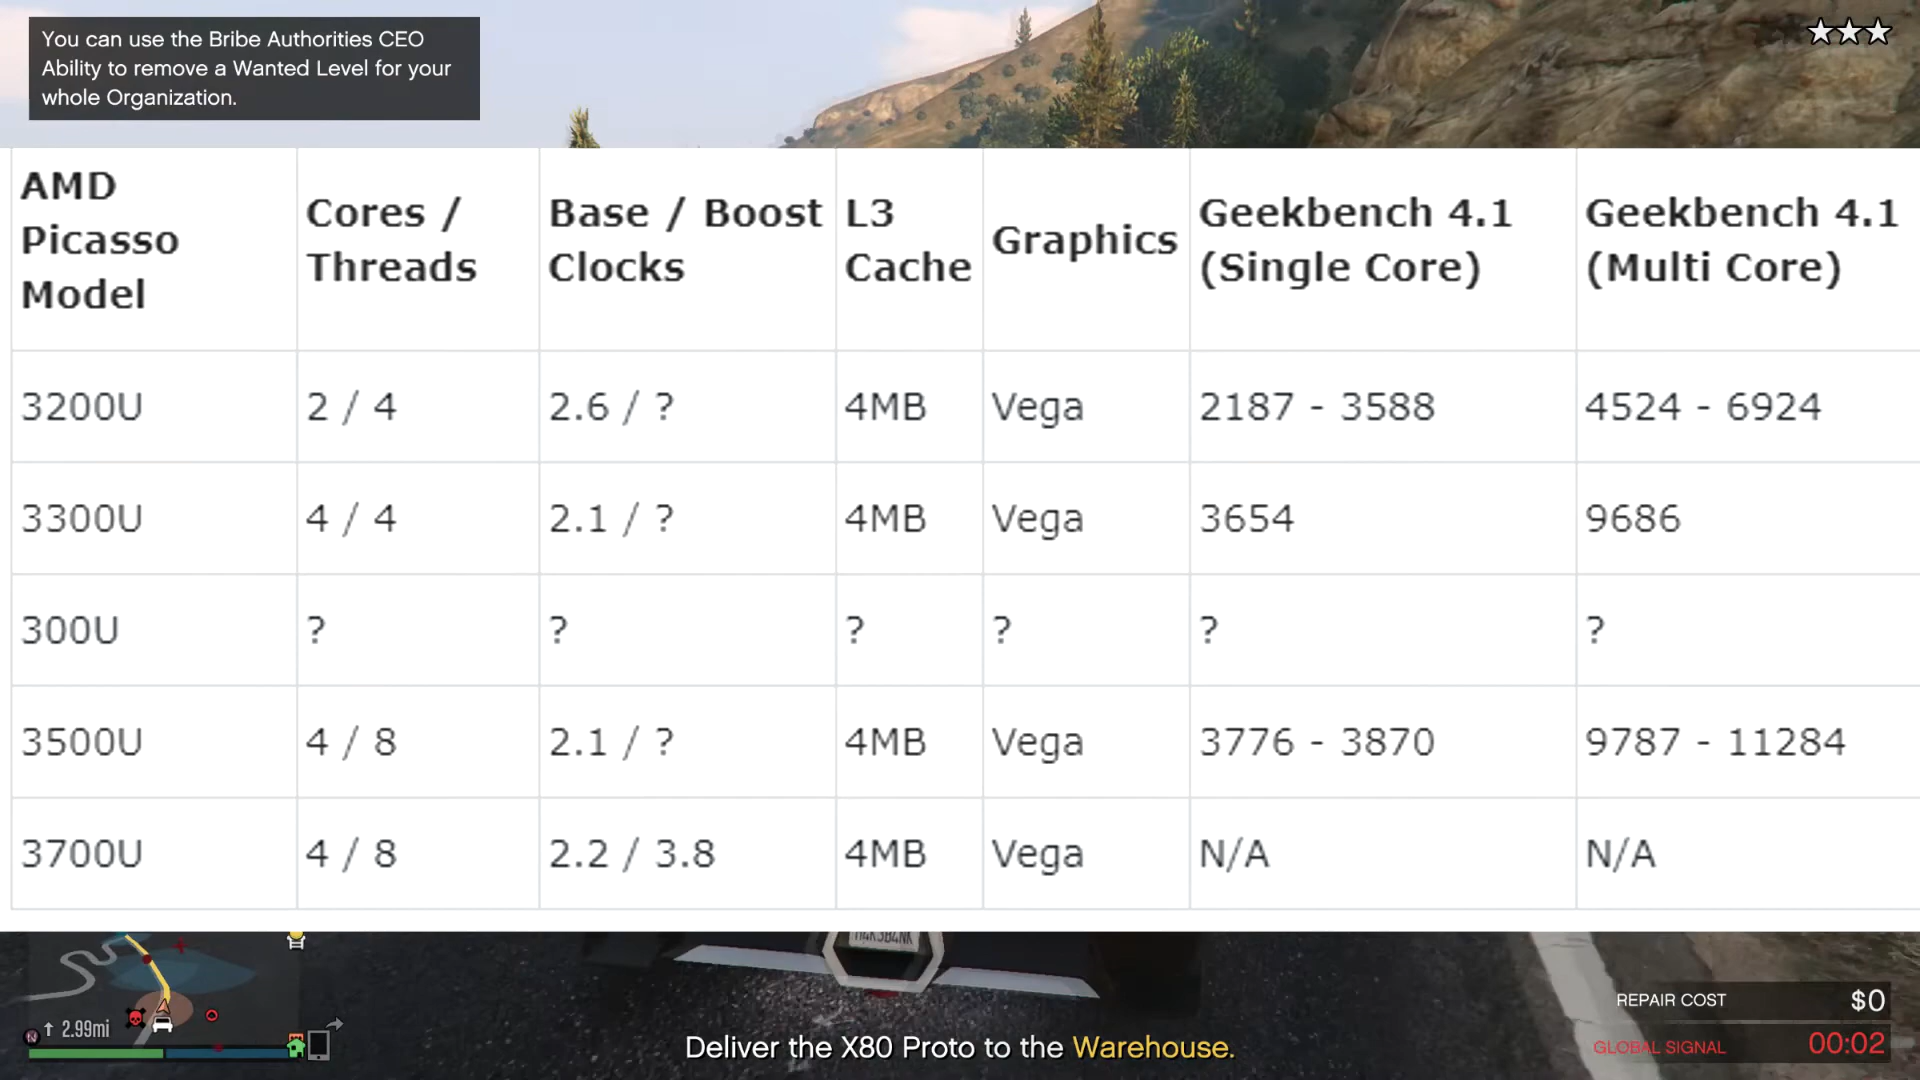 You can use the Bribe Authorities CEO
Ability to remove a Wanted Level for your
whole Organization.
AMD Picasso Model | Cores / Threads | Base / Boost Clocks | L3 Cache | Graphics | Geekbench 4.1 (Single Core) | Geekbench 4.1 (Multi Core)
3200U | 2 / 4 | 2.6 / ? | 4MB | Vega | 2187 - 3588 | 4524 - 6924
3300U | 4 / 4 | 2.1 / ? | 4MB | Vega | 3654 | 9686
300U | ? | ? | ? | ? | ? | ?
3500U | 4 / 8 | 2.1 / ? | 4MB | Vega | 3776 - 3870 | 9787 - 11284
3700U | 4 / 8 | 2.2 / 3.8 | 4MB | Vega | N/A | N/A
N
2.99mi
REPAIR COST $0
GLOBAL SIGNAL 00:02
Deliver the X80 Proto to the Warehouse.